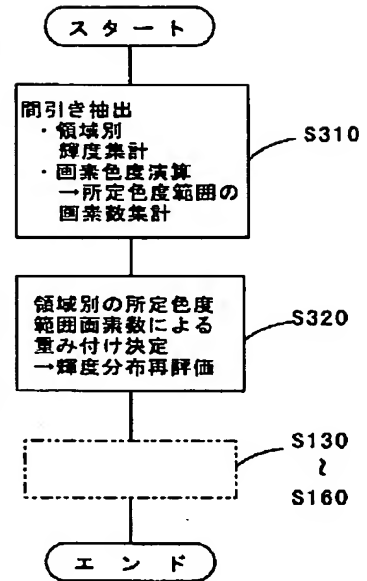 スタート
間引き抽出
・領域別
輝度集計
・画素色度演算
→所定色度範囲の
画素数集計
S310
領域別の所定色度
範囲画素数による
重み付け決定
→輝度分布再評価
S320
S130
~
S160
エンド